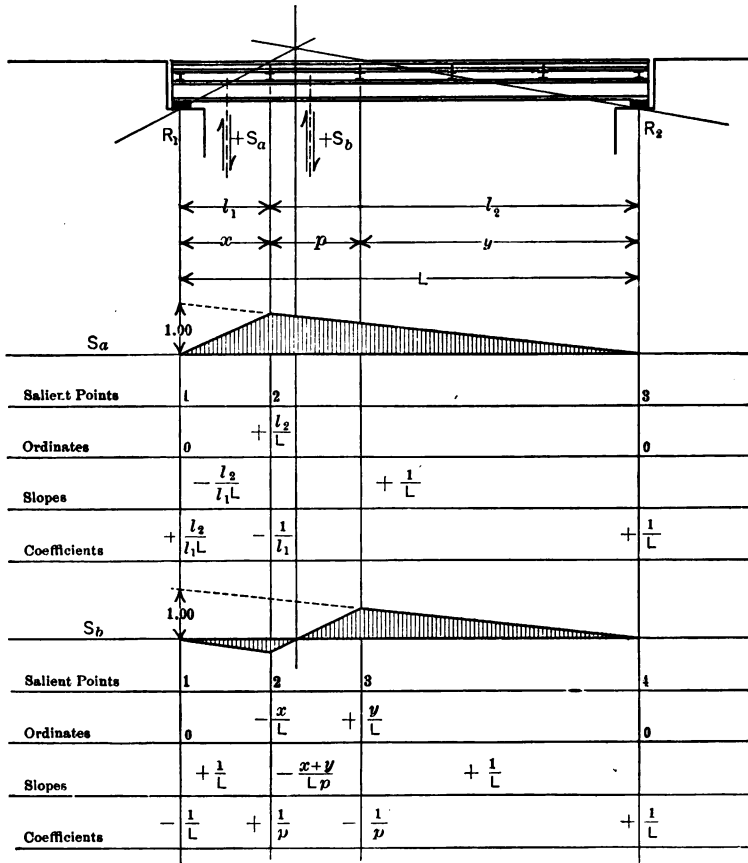 R₁ +Sₐ +S_b R₂
l₁ l₂
x p y
L
1.00
Sₐ
Salient Points 1 2 3
Ordinates 0 + l₂/L 0
Slopes − l₂/l₁L + 1/L
Coefficients + l₂/l₁L − 1/l₁ + 1/L
1.00
S_b
Salient Points 1 2 3 4
Ordinates 0 − x/L + y/L 0
Slopes + 1/L − x+y/Lp + 1/L
Coefficients − 1/L + 1/p − 1/p + 1/L